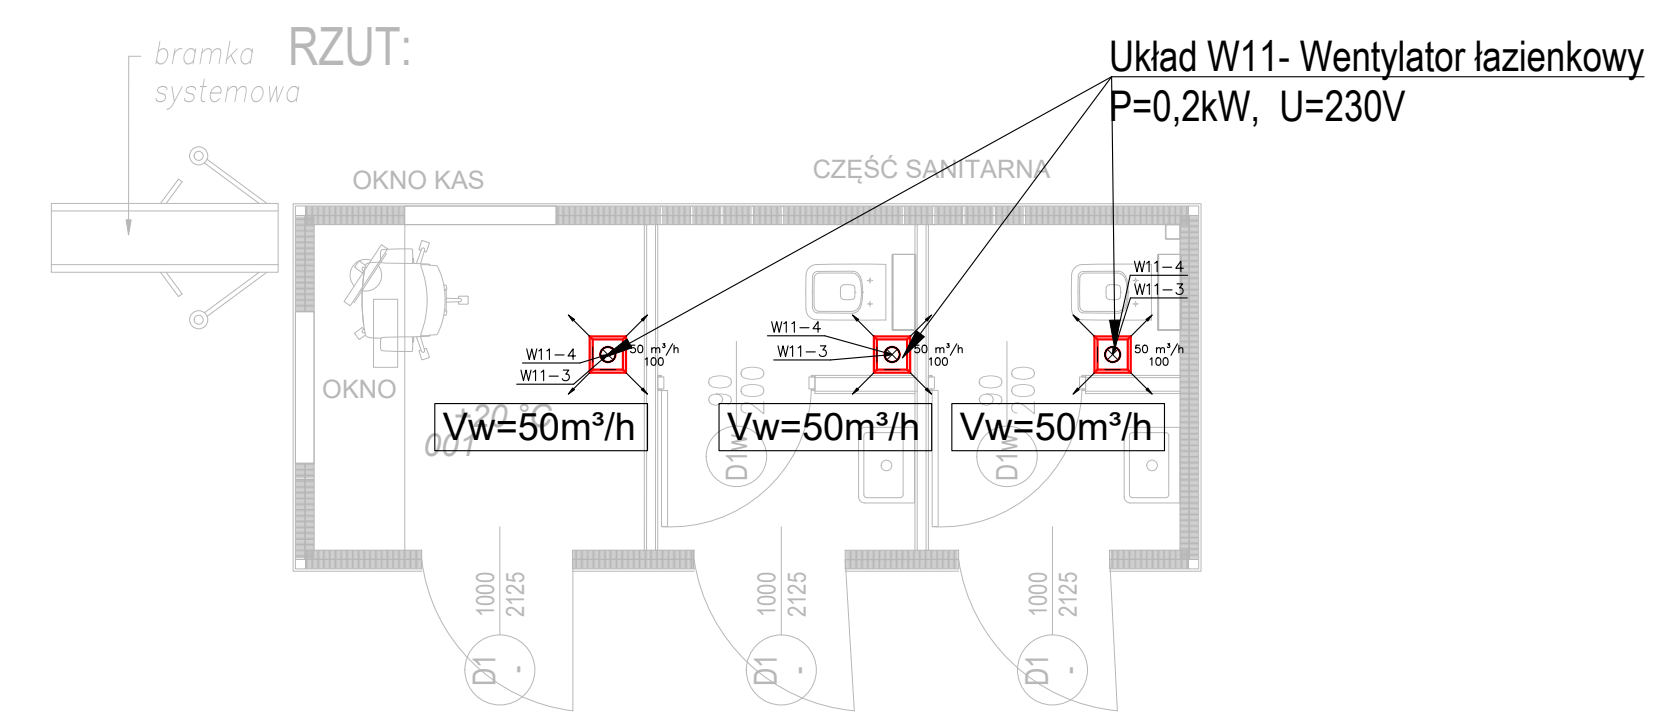 bramka
systemowa
RZUT:
Układ W11- Wentylator łazienkowy
P=0,2kW, U=230V
OKNO KAS
CZĘŚĆ SANITARNA
W11-4
W11-3
50 m³/h
100
W11-4
W11-3
50 m³/h
100
W11-4
W11-3
50 m³/h
100
OKNO
+20 °C
001
Vw=50m³/h
Vw=50m³/h
Vw=50m³/h
90
200
D1w
90
200
D1w
1000
2125
D1
-
1000
2125
D1
-
1000
2125
D1
-